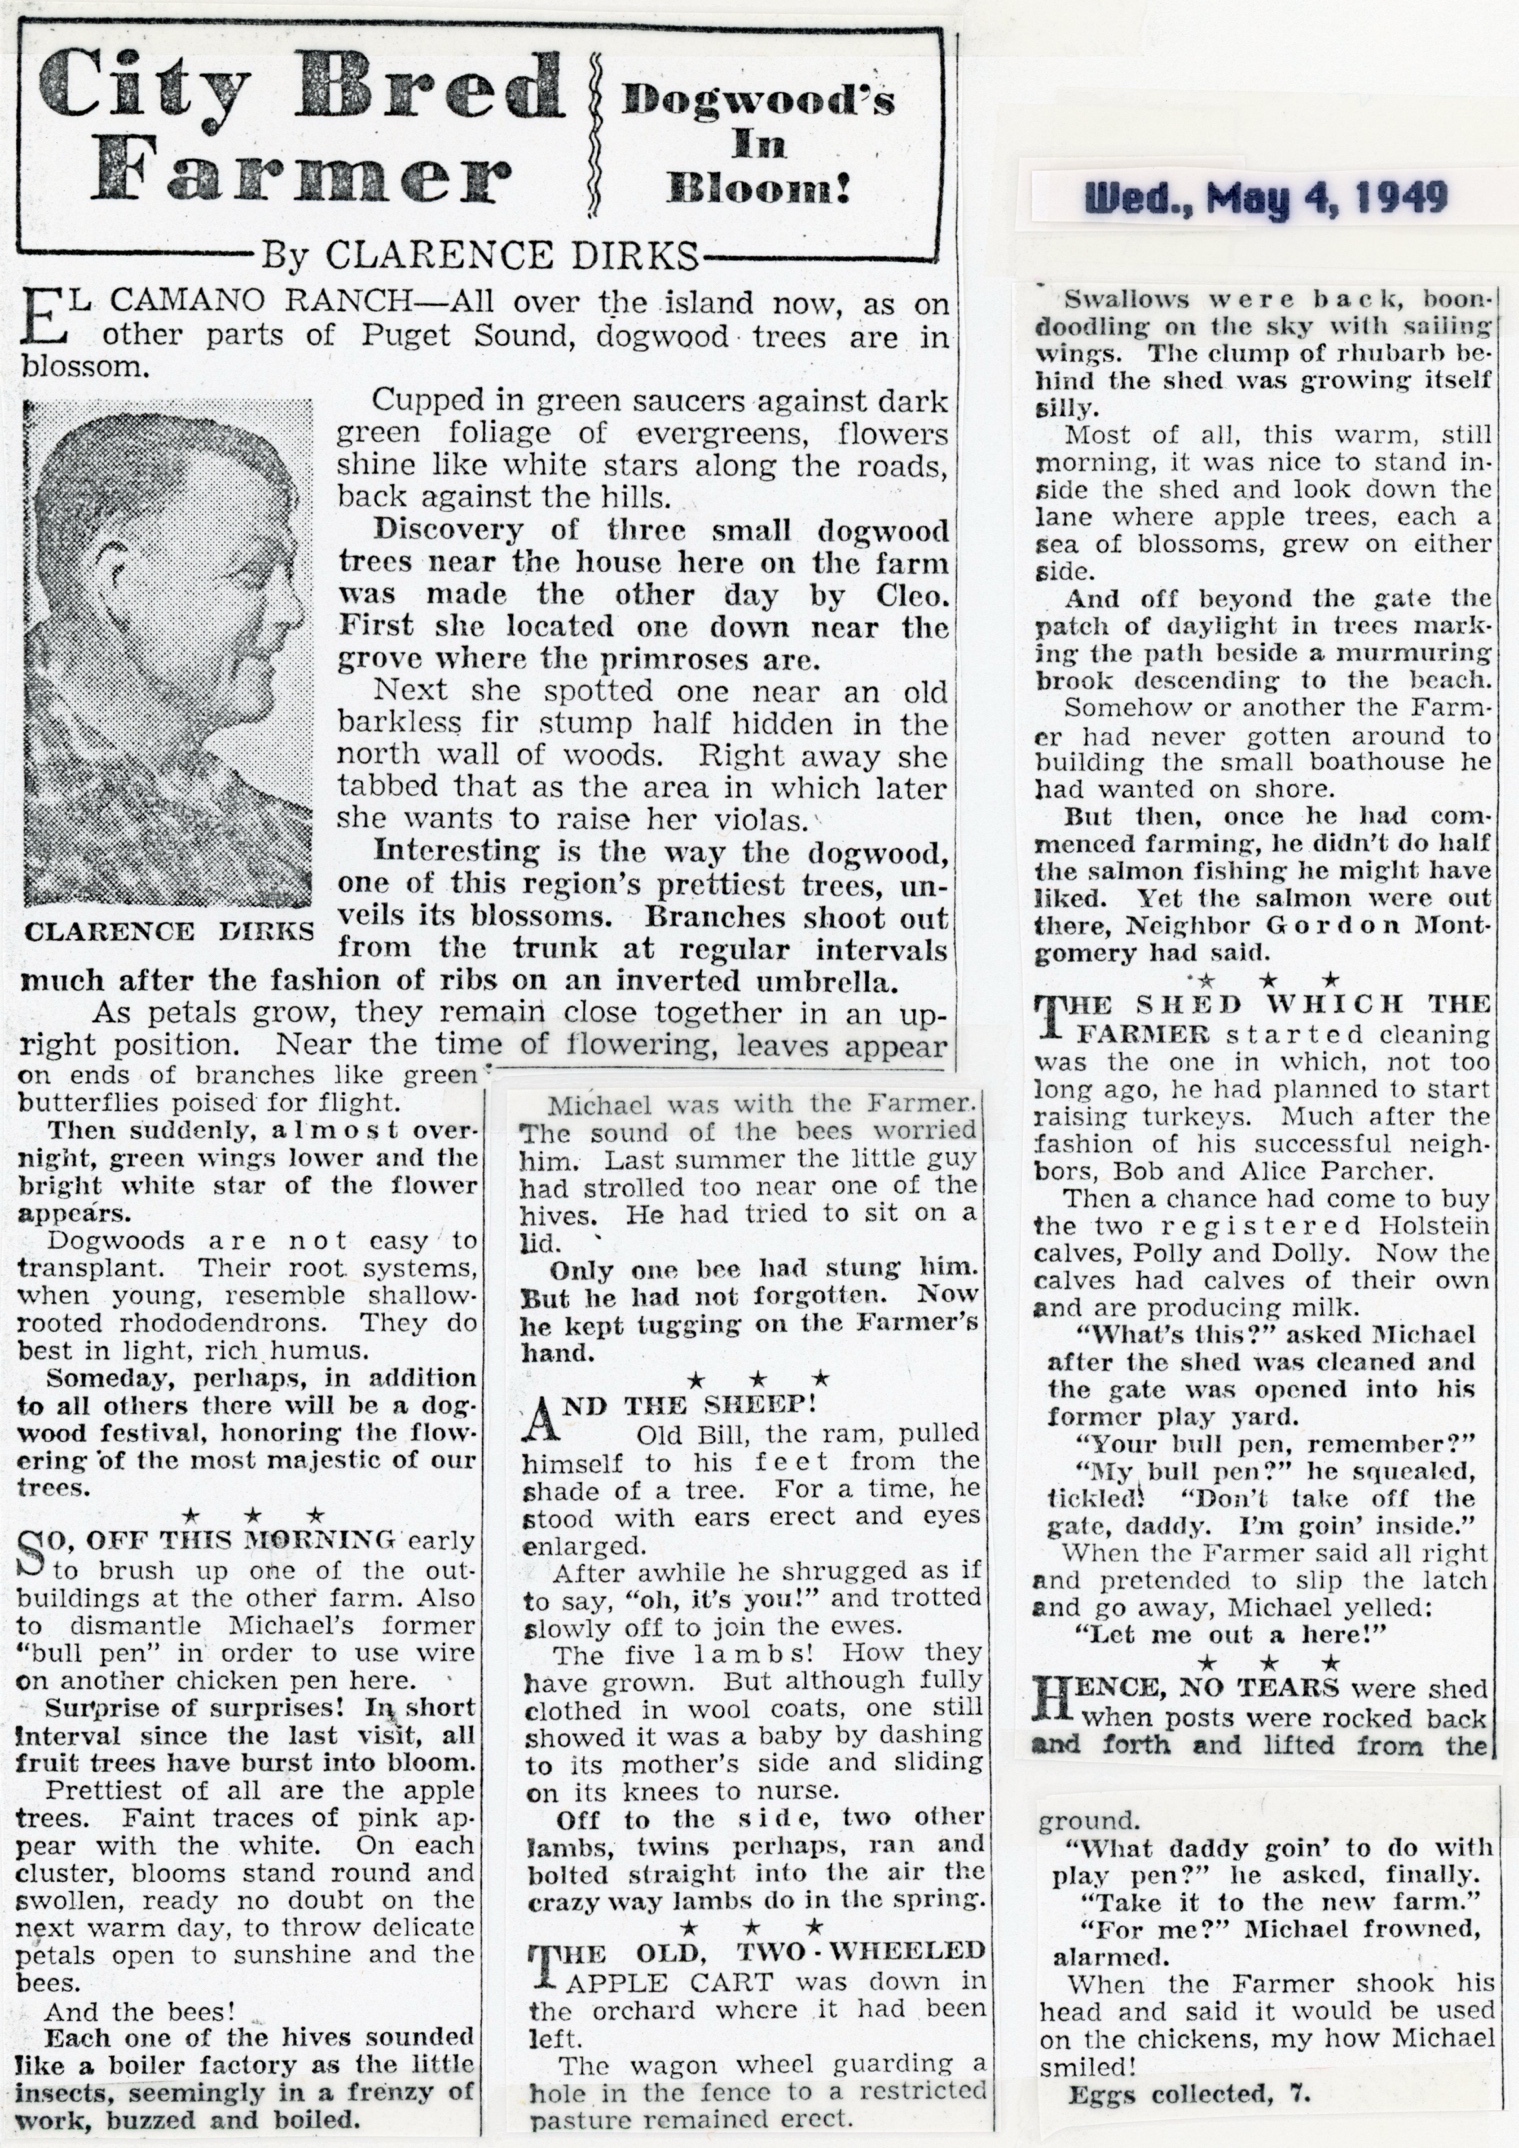 City Bred
Farmer
Dogwood's
In
Bloom!
By CLARENCE DIRKS
Wed., May 4, 1949
EL CAMANO RANCH—All over the island now, as on
other parts of Puget Sound, dogwood trees are in
blossom.
Cupped in green saucers against dark
green foliage of evergreens, flowers
shine like white stars along the roads,
back against the hills.
Discovery of three small dogwood
trees near the house here on the farm
was made the other day by Cleo.
First she located one down near the
grove where the primroses are.
Next she spotted one near an old
barkless fir stump half hidden in the
north wall of woods. Right away she
tabbed that as the area in which later
she wants to raise her violas.
Interesting is the way the dogwood,
one of this region's prettiest trees, un-
veils its blossoms. Branches shoot out
CLARENCE DIRKS
from the trunk at regular intervals
much after the fashion of ribs on an inverted umbrella.
As petals grow, they remain close together in an up-
right position. Near the time of flowering, leaves appear
on ends of branches like green
butterflies poised for flight.
Then suddenly, almost over-
night, green wings lower and the
bright white star of the flower
appears.
Dogwoods are not easy to
transplant. Their root systems,
when young, resemble shallow-
rooted rhododendrons. They do
best in light, rich humus.
Someday, perhaps, in addition
to all others there will be a dog-
wood festival, honoring the flow-
ering of the most majestic of our
trees.
★ ★ ★
SO, OFF THIS MORNING early
to brush up one of the out-
buildings at the other farm. Also
to dismantle Michael's former
"bull pen" in order to use wire
on another chicken pen here.
Surprise of surprises! In short
interval since the last visit, all
fruit trees have burst into bloom.
Prettiest of all are the apple
trees. Faint traces of pink ap-
pear with the white. On each
cluster, blooms stand round and
swollen, ready no doubt on the
next warm day, to throw delicate
petals open to sunshine and the
bees.
And the bees!
Each one of the hives sounded
like a boiler factory as the little
insects, seemingly in a frenzy of
work, buzzed and boiled.
Michael was with the Farmer.
The sound of the bees worried
him. Last summer the little guy
had strolled too near one of the
hives. He had tried to sit on a
lid.
Only one bee had stung him.
But he had not forgotten. Now
he kept tugging on the Farmer's
hand.
★ ★ ★
AND THE SHEEP!
Old Bill, the ram, pulled
himself to his feet from the
shade of a tree. For a time, he
stood with ears erect and eyes
enlarged.
After awhile he shrugged as if
to say, "oh, it's you!" and trotted
slowly off to join the ewes.
The five lambs! How they
have grown. But although fully
clothed in wool coats, one still
showed it was a baby by dashing
to its mother's side and sliding
on its knees to nurse.
Off to the side, two other
lambs, twins perhaps, ran and
bolted straight into the air the
crazy way lambs do in the spring.
★ ★ ★
THE OLD, TWO-WHEELED
APPLE CART was down in
the orchard where it had been
left.
The wagon wheel guarding a
hole in the fence to a restricted
pasture remained erect.
Swallows were back, boon-
doodling on the sky with sailing
wings. The clump of rhubarb be-
hind the shed was growing itself
silly.
Most of all, this warm, still
morning, it was nice to stand in-
side the shed and look down the
lane where apple trees, each a
sea of blossoms, grew on either
side.
And off beyond the gate the
patch of daylight in trees mark-
ing the path beside a murmuring
brook descending to the beach.
Somehow or another the Farm-
er had never gotten around to
building the small boathouse he
had wanted on shore.
But then, once he had com-
menced farming, he didn't do half
the salmon fishing he might have
liked. Yet the salmon were out
there, Neighbor Gordon Mont-
gomery had said.
★ ★ ★
THE SHED WHICH THE
FARMER started cleaning
was the one in which, not too
long ago, he had planned to start
raising turkeys. Much after the
fashion of his successful neigh-
bors, Bob and Alice Parcher.
Then a chance had come to buy
the two registered Holstein
calves, Polly and Dolly. Now the
calves had calves of their own
and are producing milk.
"What's this?" asked Michael
after the shed was cleaned and
the gate was opened into his
former play yard.
"Your bull pen, remember?"
"My bull pen?" he squealed,
tickled! "Don't take off the
gate, daddy. I'm goin' inside."
When the Farmer said all right
and pretended to slip the latch
and go away, Michael yelled:
"Let me out a here!"
★ ★ ★
HENCE, NO TEARS were shed
when posts were rocked back
and forth and lifted from the
ground.
"What daddy goin' to do with
play pen?" he asked, finally.
"Take it to the new farm."
"For me?" Michael frowned,
alarmed.
When the Farmer shook his
head and said it would be used
on the chickens, my how Michael
smiled!
Eggs collected, 7.